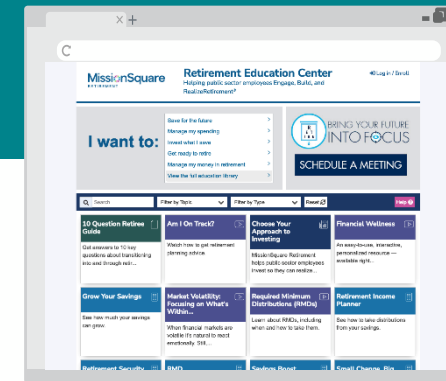 MissionSquare
RETIREMENT
Retirement Education Center
Helping public sector employees Engage, Build, and
RealizeRetirement®
Log in / Enroll
I want to:
Save for the future
Manage my spending
Invest what I save
Get ready to retire
Manage my money in retirement
View the full education library
BRING YOUR FUTURE
INTO FOCUS
SCHEDULE A MEETING
Search
Filter by Topic
Filter by Type
Reset
Help
10 Question Retiree
Guide
Get answers to 10 key
questions about transitioning
into and through retir...
Am I On Track?
Watch how to get retirement
planning advice
Choose Your
Approach to
Investing
MissionSquare Retirement
helps public sector employees
invest so they can realize...
Financial Wellness
An easy-to-use, interactive,
personalized resource —
available right...
Grow Your Savings
See how much your savings
can grow.
Market Volatility:
Focusing on What's
Within...
When financial markets are
volatile it's natural to react
emotionally. Still,...
Required Minimum
Distributions (RMDs)
Learn about RMDs, including
when and how to take them.
Retirement Income
Planner
See how to take distributions
from your savings.
Retirement Security
RMD
Savings Boost
Small Change, Big